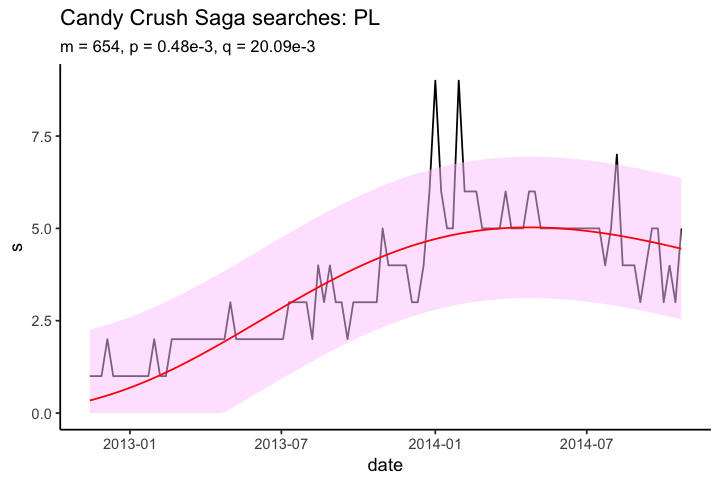 Candy Crush Saga searches: PL
m = 654, p = 0.48e-3, q = 20.09e-3
s
7.5
5.0
2.5
0.0
2013-01
2013-07
2014-01
2014-07
date